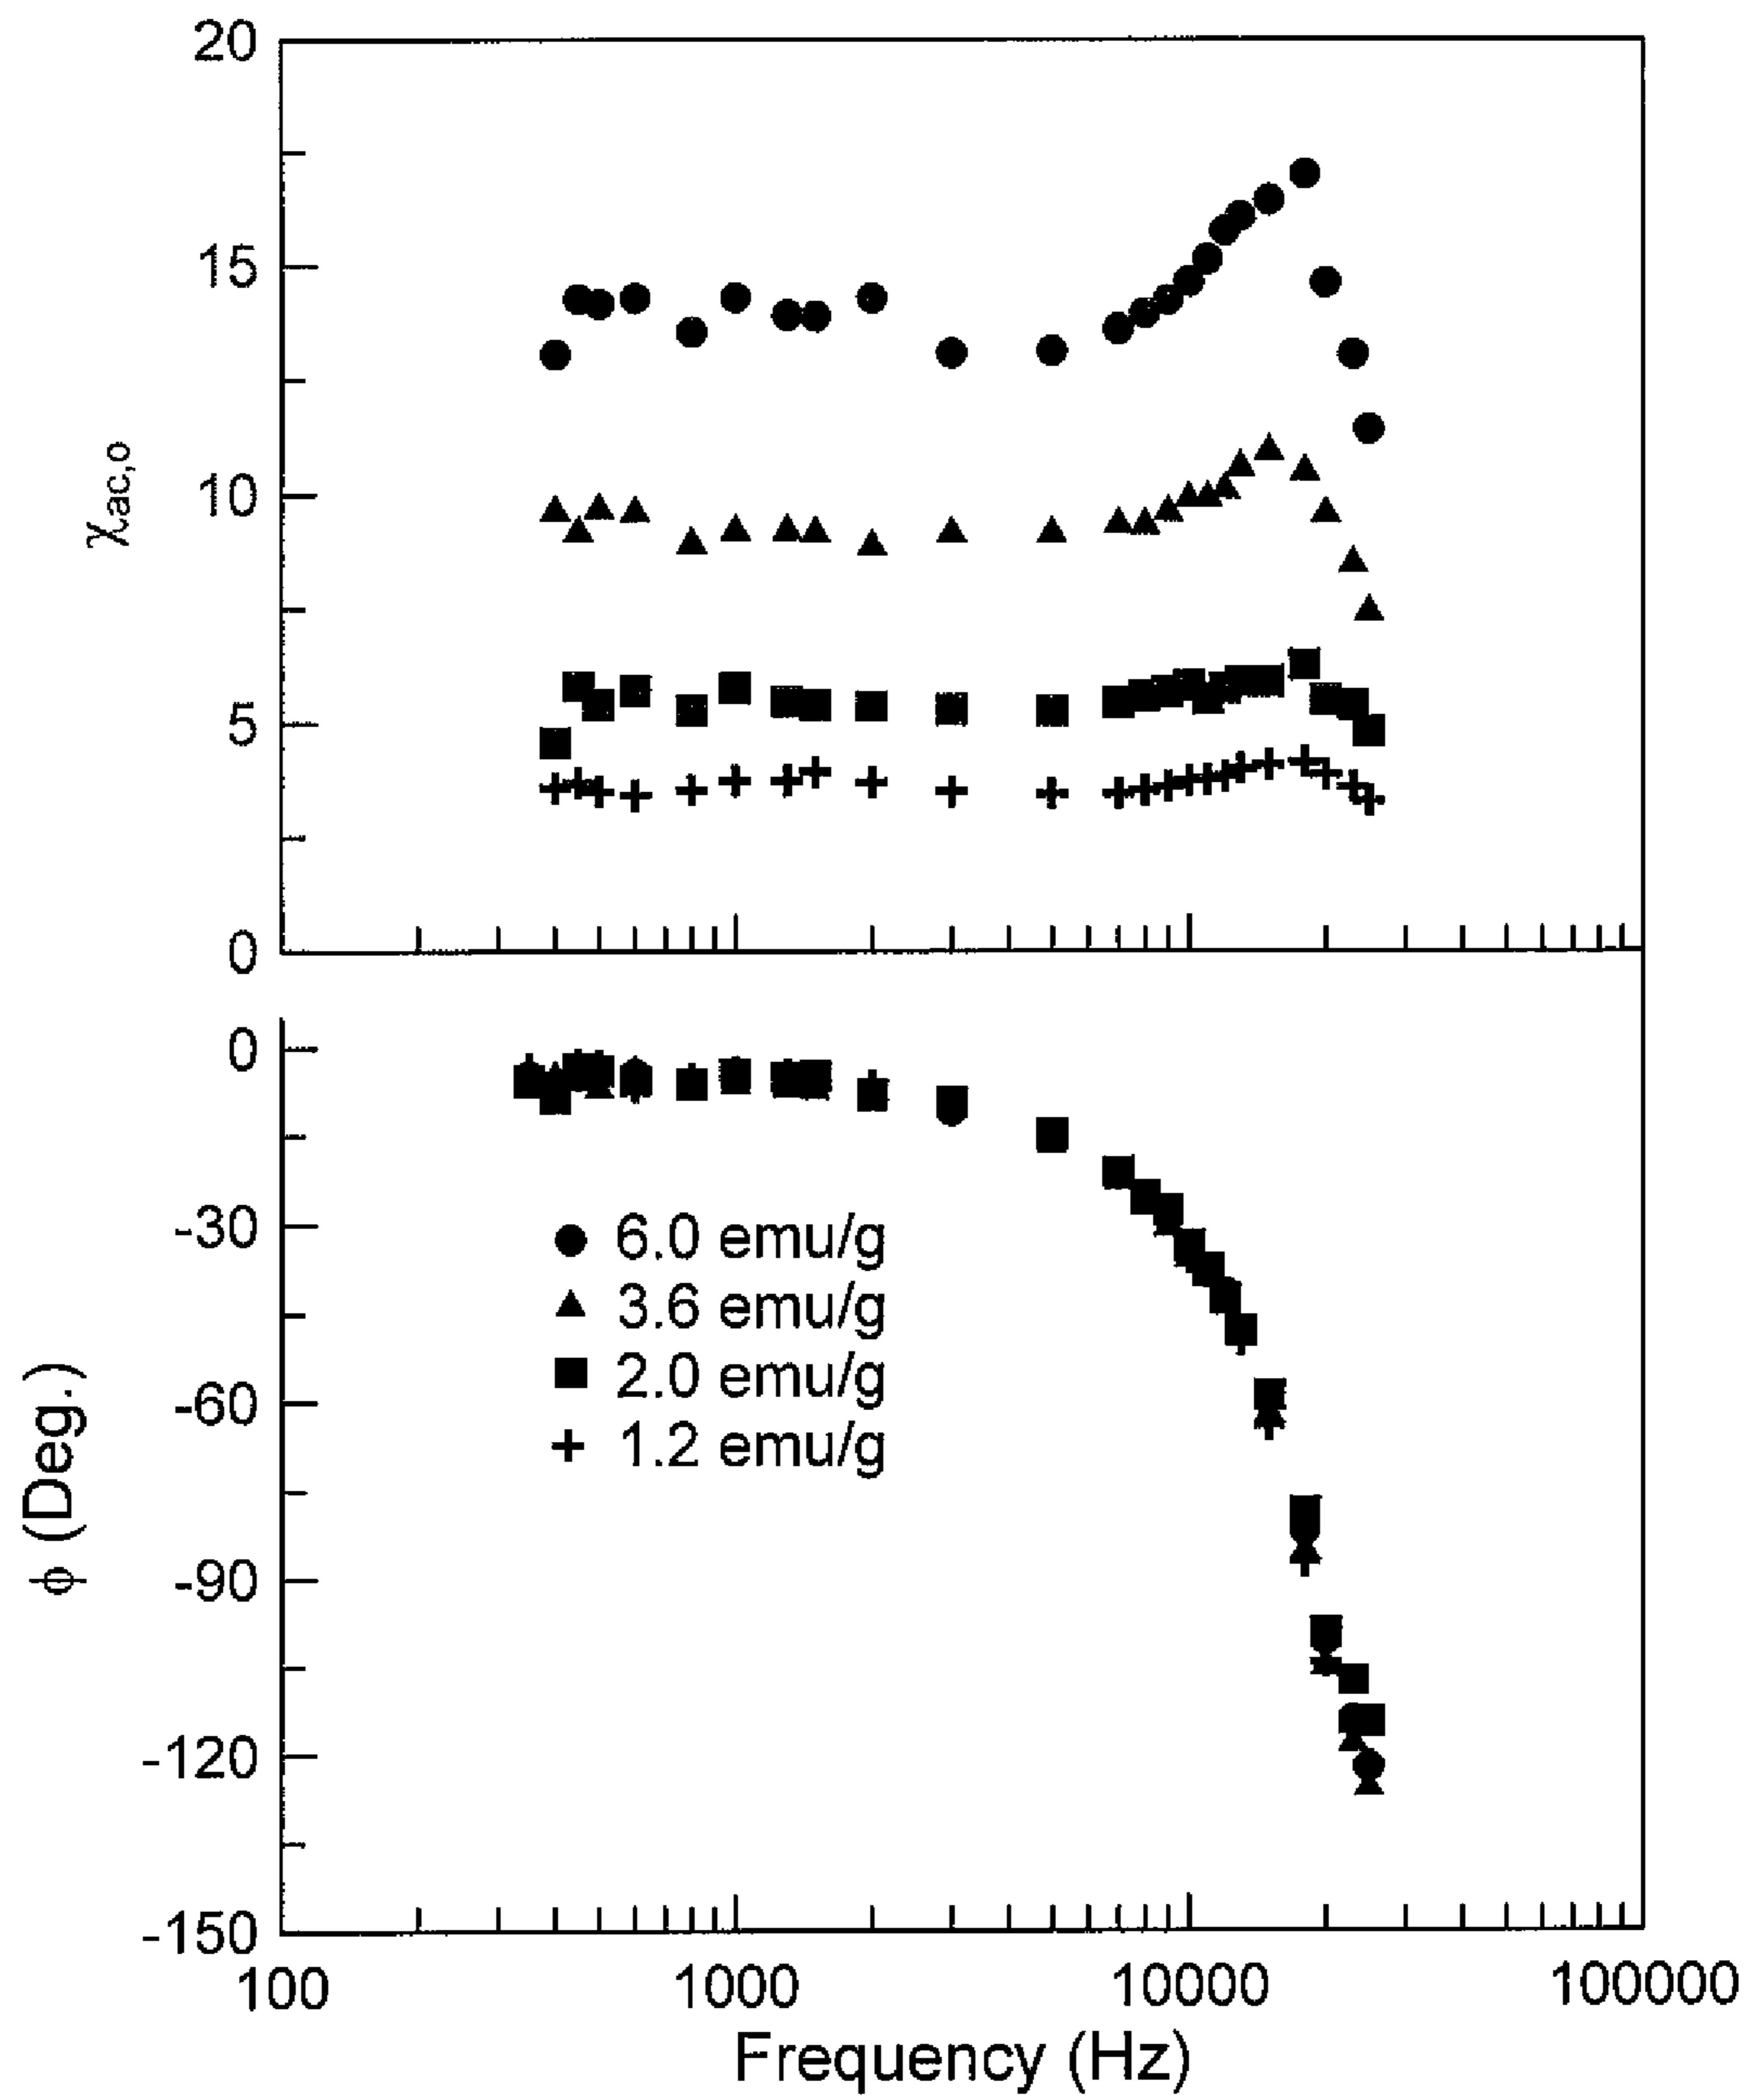 20
15
10
5
0
χac,o
0
-30
-60
-90
-120
-150
ϕ (Deg.)
6.0 emu/g
3.6 emu/g
2.0 emu/g
1.2 emu/g
100 1000 10000 100000
Frequency (Hz)